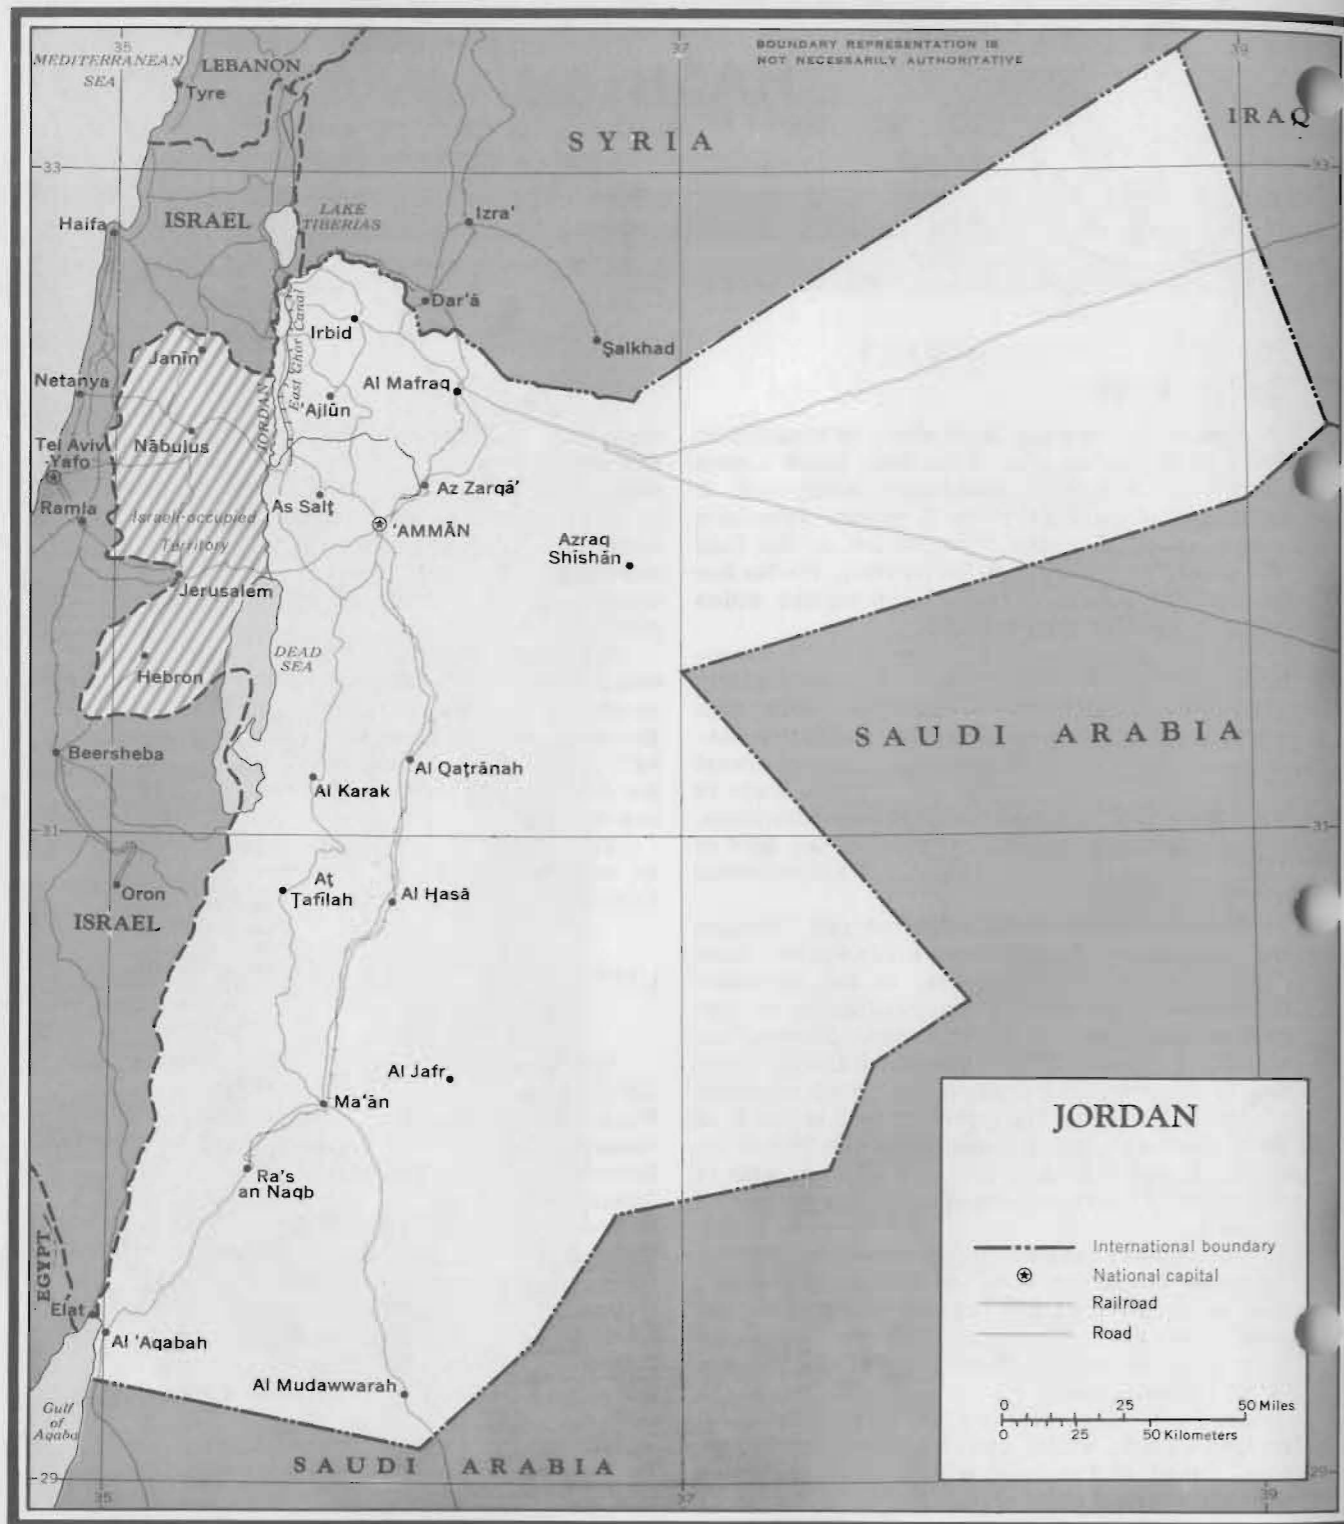 35
37
39
BOUNDARY REPRESENTATION IS
NOT NECESSARILY AUTHORITATIVE
MEDITERRANEAN
SEA
LEBANON
Tyre
SYRIA
IRAQ
33
33
ISRAEL
LAKE
TIBERIAS
Izra'
Haifa
Dar'ā
Irbid
East Ghor Canal
Şalkhad
Janīn
Netanya
Al Mafraq
'Ajlūn
JORDAN
Tel Aviv
Yafo
Nābulus
Az Zarqā'
Ramla
As Salţ
Israeli-occupied
Territory
'AMMĀN
Azraq
Shīshān
Jerusalem
DEAD
SEA
Hebron
SAUDI ARABIA
Beersheba
Al Qaţrānah
Al Karak
31
31
Oron
Aţ
Ţafīlah
Al Ḩasā
ISRAEL
Al Jafr
Ma'ān
Ra's
an Naqb
EGYPT
Elat
Al 'Aqabah
Al Mudawwarah
Gulf
of
Aqaba
SAUDI ARABIA
29
29
35
37
39
JORDAN
International boundary
National capital
Railroad
Road
0 25 50 Miles
0 25 50 Kilometers